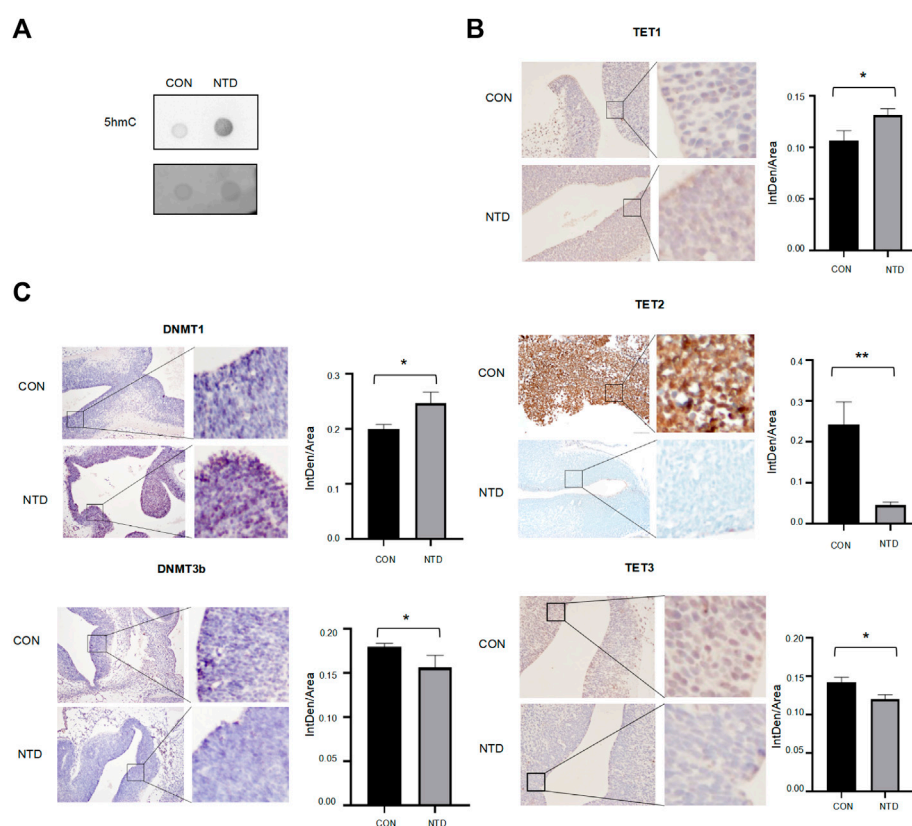 A
CON NTD
5hmC
B
TET1
CON
NTD
IntDen/Area
0.15
0.10
0.05
0.00
*
CON NTD
C
DNMT1
CON
NTD
IntDen/Area
0.3
0.2
0.1
0.0
*
CON NTD
TET2
CON
NTD
IntDen/Area
0.4
0.3
0.2
0.1
0.0
**
CON NTD
DNMT3b
CON
NTD
IntDen/Area
0.20
0.15
0.10
0.05
0.00
*
CON NTD
TET3
CON
NTD
IntDen/Area
0.20
0.15
0.10
0.05
0.00
*
CON NTD